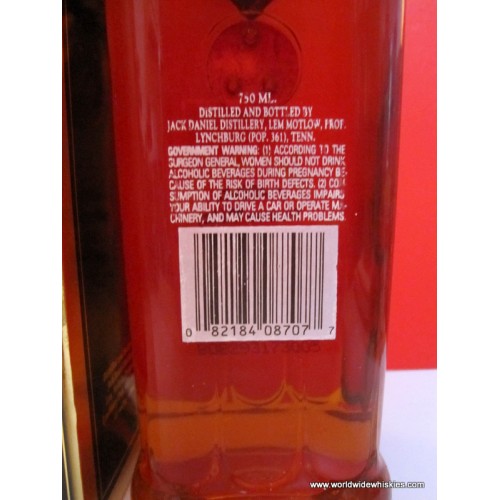 750 ML.
DISTILLED AND BOTTLED BY
JACK DANIEL DISTILLERY, LEM MOTLOW, PROP.
LYNCHBURG (POP. 361), TENN.
GOVERNMENT WARNING: (1) ACCORDING TO THE
SURGEON GENERAL, WOMEN SHOULD NOT DRINK
ALCOHOLIC BEVERAGES DURING PREGNANCY BE-
CAUSE OF THE RISK OF BIRTH DEFECTS. (2) CON-
SUMPTION OF ALCOHOLIC BEVERAGES IMPAIRS
YOUR ABILITY TO DRIVE A CAR OR OPERATE MA-
CHINERY, AND MAY CAUSE HEALTH PROBLEMS.
0 82184 08707 7
www.worldwidewhiskies.com